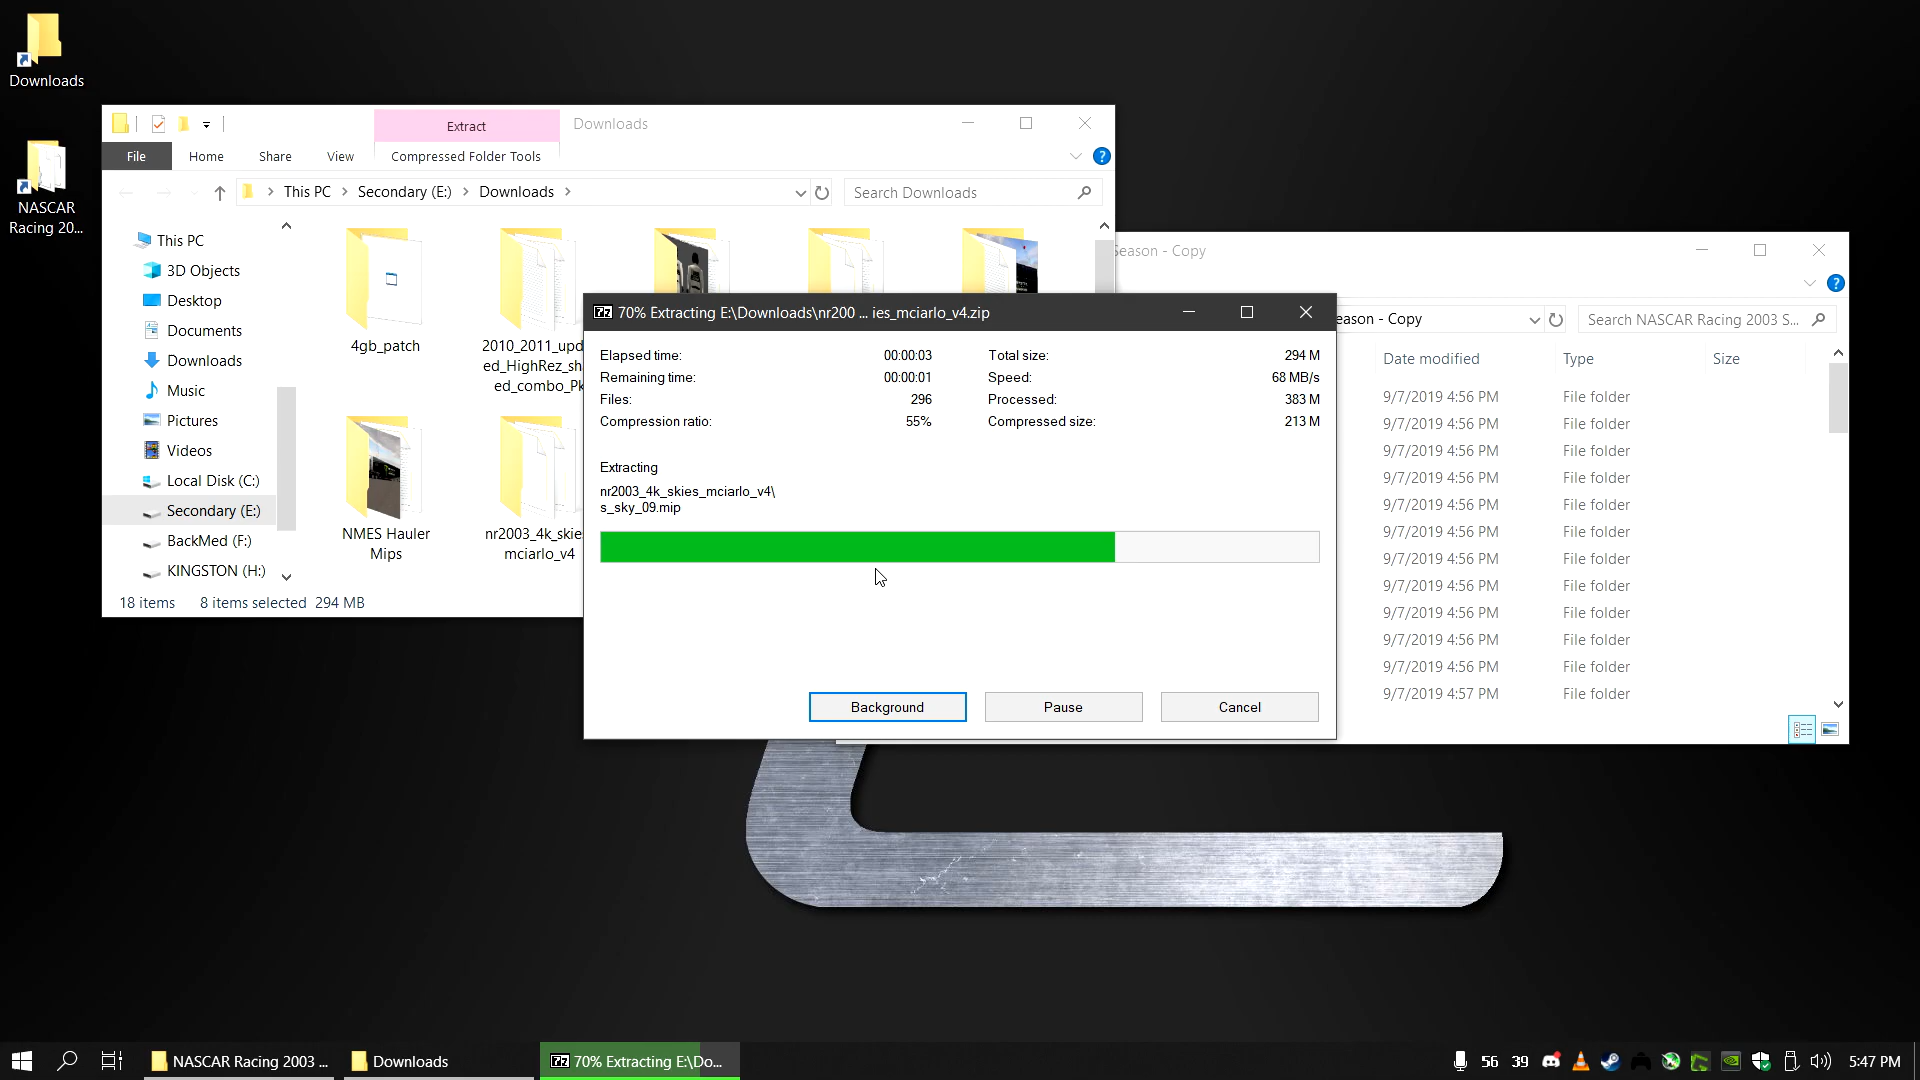 Downloads
NASCAR
Racing 20...
Extract
Downloads
File
Home
Share
View
Compressed Folder Tools
This PC
Secondary (E:)
Downloads
Search Downloads
This PC
3D Objects
Desktop
Documents
Downloads
Music
Pictures
Videos
Local Disk (C:)
Secondary (E:)
BackMed (F:)
KINGSTON (H:)
4gb_patch
2010_2011_upd
ed_HighRez_sh
ed_combo_Pk
NMES Hauler
Mips
nr2003_4k_skie
mciarlo_v4
18 items
8 items selected 294 MB
70% Extracting E:\Downloads\nr200 ... ies_mciarlo_v4.zip
Elapsed time: 00:00:03
Total size: 294 M
Remaining time: 00:00:01
Speed: 68 MB/s
Files: 296
Processed: 383 M
Compression ratio: 55%
Compressed size: 213 M
Extracting
nr2003_4k_skies_mciarlo_v4\
s_sky_09.mip
Background
Pause
Cancel
Season - Copy
eason - Copy
Search NASCAR Racing 2003 S...
Date modified
Type
Size
9/7/2019 4:56 PM File folder
9/7/2019 4:56 PM File folder
9/7/2019 4:56 PM File folder
9/7/2019 4:56 PM File folder
9/7/2019 4:56 PM File folder
9/7/2019 4:56 PM File folder
9/7/2019 4:56 PM File folder
9/7/2019 4:56 PM File folder
9/7/2019 4:56 PM File folder
9/7/2019 4:56 PM File folder
9/7/2019 4:56 PM File folder
9/7/2019 4:57 PM File folder
NASCAR Racing 2003 ...
Downloads
70% Extracting E:\Do...
56
39
5:47 PM